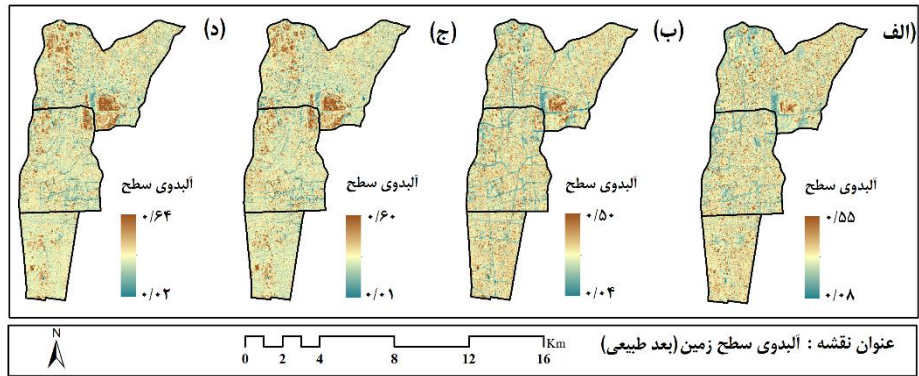 (الف
(ب)
(ج)
(د)
آلبدوی سطح
۰/۵۵
۰/۰۸
آلبدوی سطح
۰/۵۰
۰/۰۴
آلبدوی سطح
۰/۶۰
۰/۰۱
آلبدوی سطح
۰/۶۴
۰/۰۲
عنوان نقشه : آلبدوی سطح زمین(بعد طبیعی)
Km
0 2 4 8 12 16
N